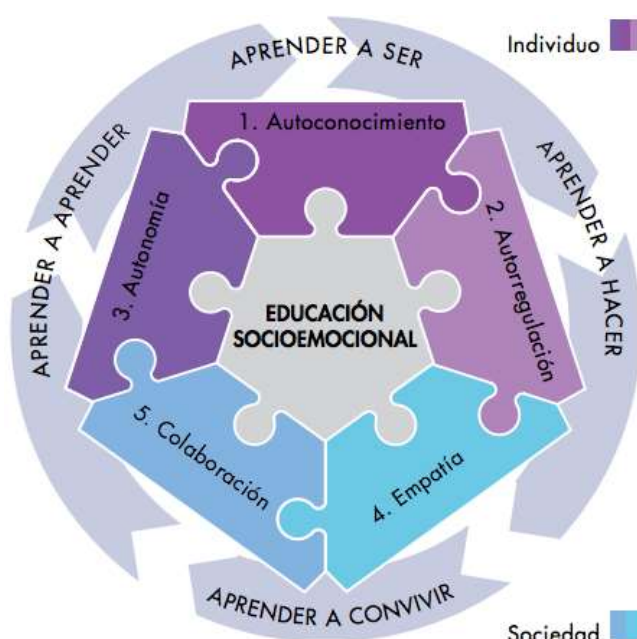 Individuo
APRENDER A SER
1. Autoconocimiento
APRENDER A APRENDER
APRENDER A HACER
2. Autorregulación
3. Autonomía
EDUCACIÓN
SOCIOEMOCIONAL
5. Colaboración
4. Empatía
APRENDER A CONVIVIR
Sociedad